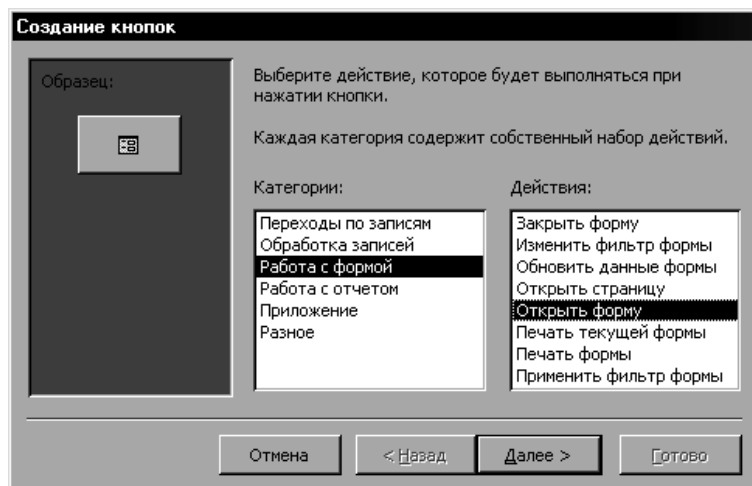 Создание кнопок
Образец:
Выберите действие, которое будет выполняться при
нажатии кнопки.
Каждая категория содержит собственный набор действий.
Категории:
Переходы по записям
Обработка записей
Работа с формой
Работа с отчетом
Приложение
Разное
Действия:
Закрыть форму
Изменить фильтр формы
Обновить данные формы
Открыть страницу
Открыть форму
Печать текущей формы
Печать формы
Применить фильтр формы
Отмена
< Назад
Далее >
Готово